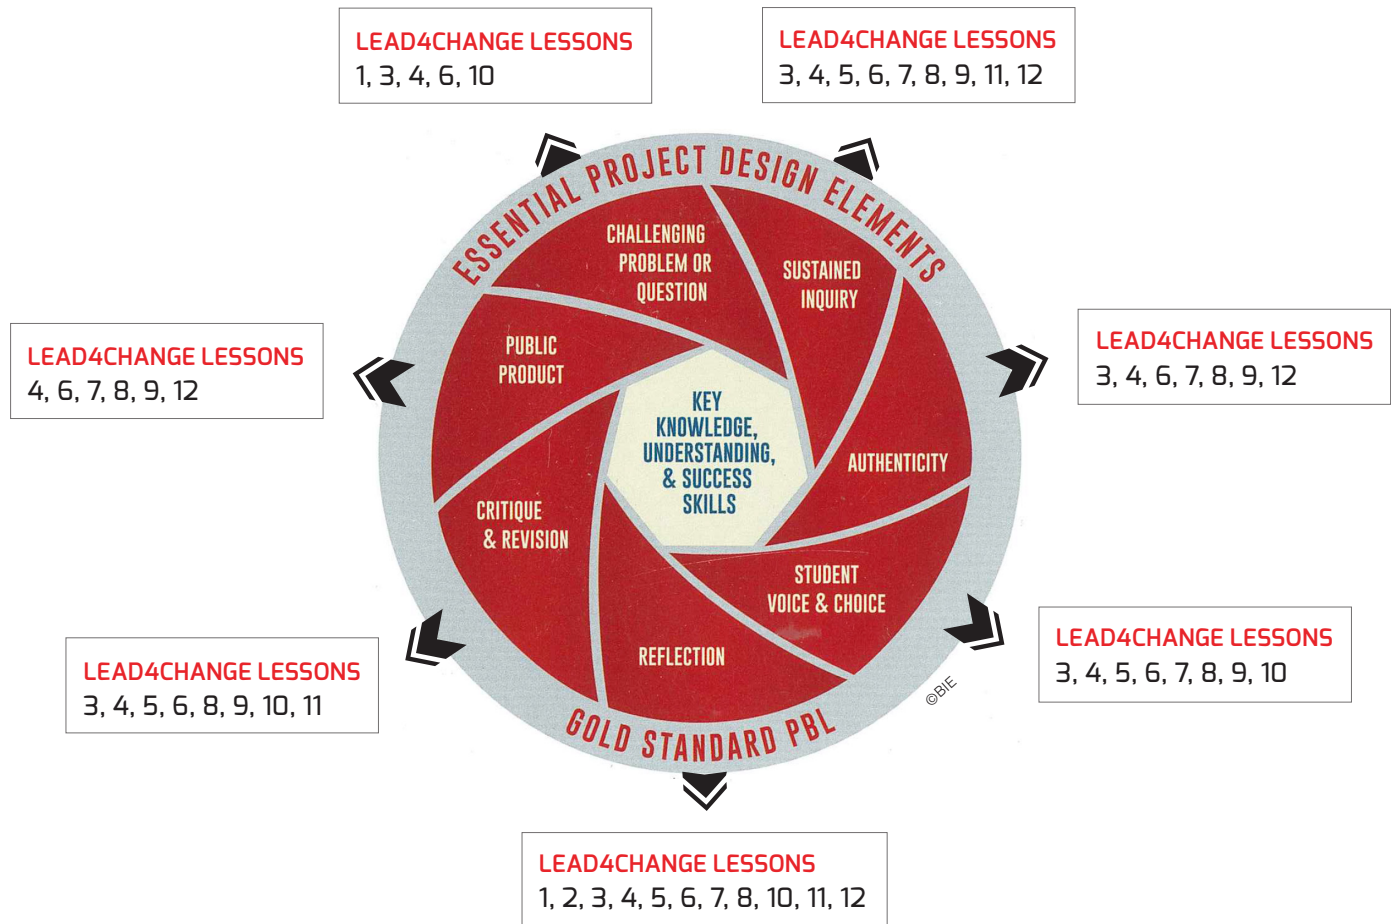 LEAD4CHANGE LESSONS
1, 3, 4, 6, 10
LEAD4CHANGE LESSONS
3, 4, 5, 6, 7, 8, 9, 11, 12
ESSENTIAL PROJECT DESIGN ELEMENTS
CHALLENGING
PROBLEM OR
QUESTION
SUSTAINED
INQUIRY
LEAD4CHANGE LESSONS
4, 6, 7, 8, 9, 12
PUBLIC
PRODUCT
LEAD4CHANGE LESSONS
3, 4, 6, 7, 8, 9, 12
KEY
KNOWLEDGE,
UNDERSTANDING,
& SUCCESS
SKILLS
AUTHENTICITY
CRITIQUE
& REVISION
STUDENT
VOICE & CHOICE
REFLECTION
LEAD4CHANGE LESSONS
3, 4, 5, 6, 8, 9, 10, 11
LEAD4CHANGE LESSONS
3, 4, 5, 6, 7, 8, 9, 10
©BIE
GOLD STANDARD PBL
LEAD4CHANGE LESSONS
1, 2, 3, 4, 5, 6, 7, 8, 10, 11, 12